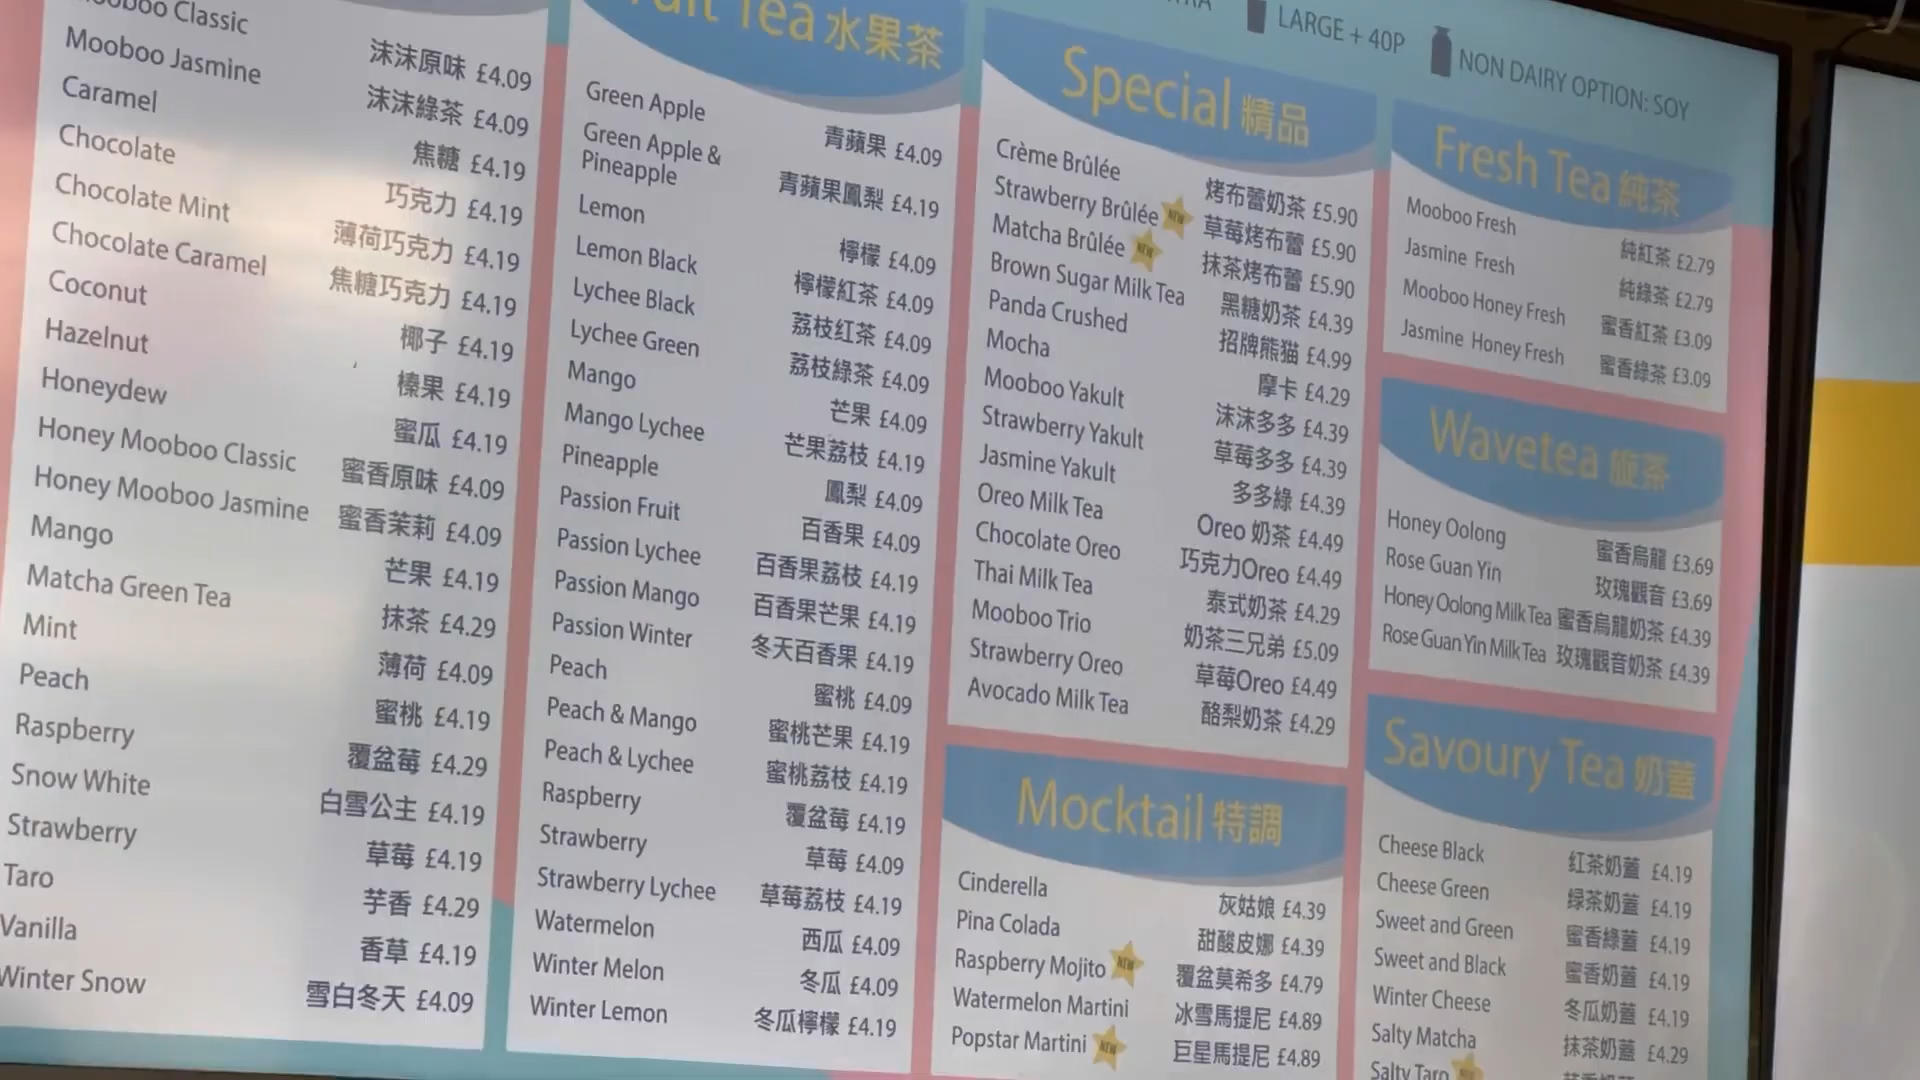 Classic
沫沫原味 £4.09
Mooboo Jasmine
沫沫綠茶 £4.09
Caramel
焦糖 £4.19
Chocolate
巧克力 £4.19
Chocolate Mint
薄荷巧克力 £4.19
Chocolate Caramel
焦糖巧克力 £4.19
Coconut
椰子 £4.19
Hazelnut
榛果 £4.19
Honeydew
蜜瓜 £4.19
Honey Mooboo Classic
蜜香原味 £4.09
Honey Mooboo Jasmine
蜜香茉莉 £4.09
Mango
芒果 £4.19
Matcha Green Tea
抹茶 £4.29
Mint
薄荷 £4.09
Peach
蜜桃 £4.19
Raspberry
覆盆莓 £4.29
Snow White
白雪公主 £4.19
Strawberry
草莓 £4.19
Taro
芋香 £4.29
Vanilla
香草 £4.19
Winter Snow
雪白冬天 £4.09
Tea 水果茶
Green Apple
青蘋果 £4.09
Green Apple &
Pineapple
青蘋果鳳梨 £4.19
Lemon
檸檬 £4.09
Lemon Black
檸檬紅茶 £4.09
Lychee Black
荔枝红茶 £4.09
Lychee Green
荔枝綠茶 £4.09
Mango
芒果 £4.09
Mango Lychee
芒果荔枝 £4.19
Pineapple
鳳梨 £4.09
Passion Fruit
百香果 £4.09
Passion Lychee
百香果荔枝 £4.19
Passion Mango
百香果芒果 £4.19
Passion Winter
冬天百香果 £4.19
Peach
蜜桃 £4.09
Peach & Mango
蜜桃芒果 £4.19
Peach & Lychee
蜜桃荔枝 £4.19
Raspberry
覆盆莓 £4.19
Strawberry
草莓 £4.09
Strawberry Lychee
草莓荔枝 £4.19
Watermelon
西瓜 £4.09
Winter Melon
冬瓜 £4.09
Winter Lemon
冬瓜檸檬 £4.19
LARGE + 40P
NON DAIRY OPTION: SOY
Special 精品
Crème Brûlée
烤布蕾奶茶 £5.90
Strawberry Brûlée NEW
草莓烤布蕾 £5.90
Matcha Brûlée NEW
抹茶烤布蕾 £5.90
Brown Sugar Milk Tea
黑糖奶茶 £4.39
Panda Crushed
招牌熊猫 £4.99
Mocha
摩卡 £4.29
Mooboo Yakult
沫沫多多 £4.39
Strawberry Yakult
草莓多多 £4.39
Jasmine Yakult
多多綠 £4.39
Oreo Milk Tea
Oreo 奶茶 £4.49
Chocolate Oreo
巧克力Oreo £4.49
Thai Milk Tea
泰式奶茶 £4.29
Mooboo Trio
奶茶三兄弟 £5.09
Strawberry Oreo
草莓Oreo £4.49
Avocado Milk Tea
酪梨奶茶 £4.29
Mocktail 特調
Cinderella
灰姑娘 £4.39
Pina Colada
甜酸皮娜 £4.39
Raspberry Mojito NEW
覆盆莫希多 £4.79
Watermelon Martini
冰雪馬提尼 £4.89
Popstar Martini NEW
巨星馬提尼 £4.89
Fresh Tea 純茶
Mooboo Fresh
純紅茶 £2.79
Jasmine Fresh
純綠茶 £2.79
Mooboo Honey Fresh
蜜香紅茶 £3.09
Jasmine Honey Fresh
蜜香綠茶 £3.09
Wavetea 旋茶
Honey Oolong
蜜香烏龍 £3.69
Rose Guan Yin
玫瑰觀音 £3.69
Honey Oolong Milk Tea 蜜香烏龍奶茶 £4.39
Rose Guan Yin Milk Tea 玫瑰觀音奶茶 £4.39
Savoury Tea 奶蓋
Cheese Black
红茶奶蓋 £4.19
Cheese Green
绿茶奶蓋 £4.19
Sweet and Green
蜜香綠蓋 £4.19
Sweet and Black
蜜香奶蓋 £4.19
Winter Cheese
冬瓜奶蓋 £4.19
Salty Matcha
抹茶奶蓋 £4.29
Salty Taro